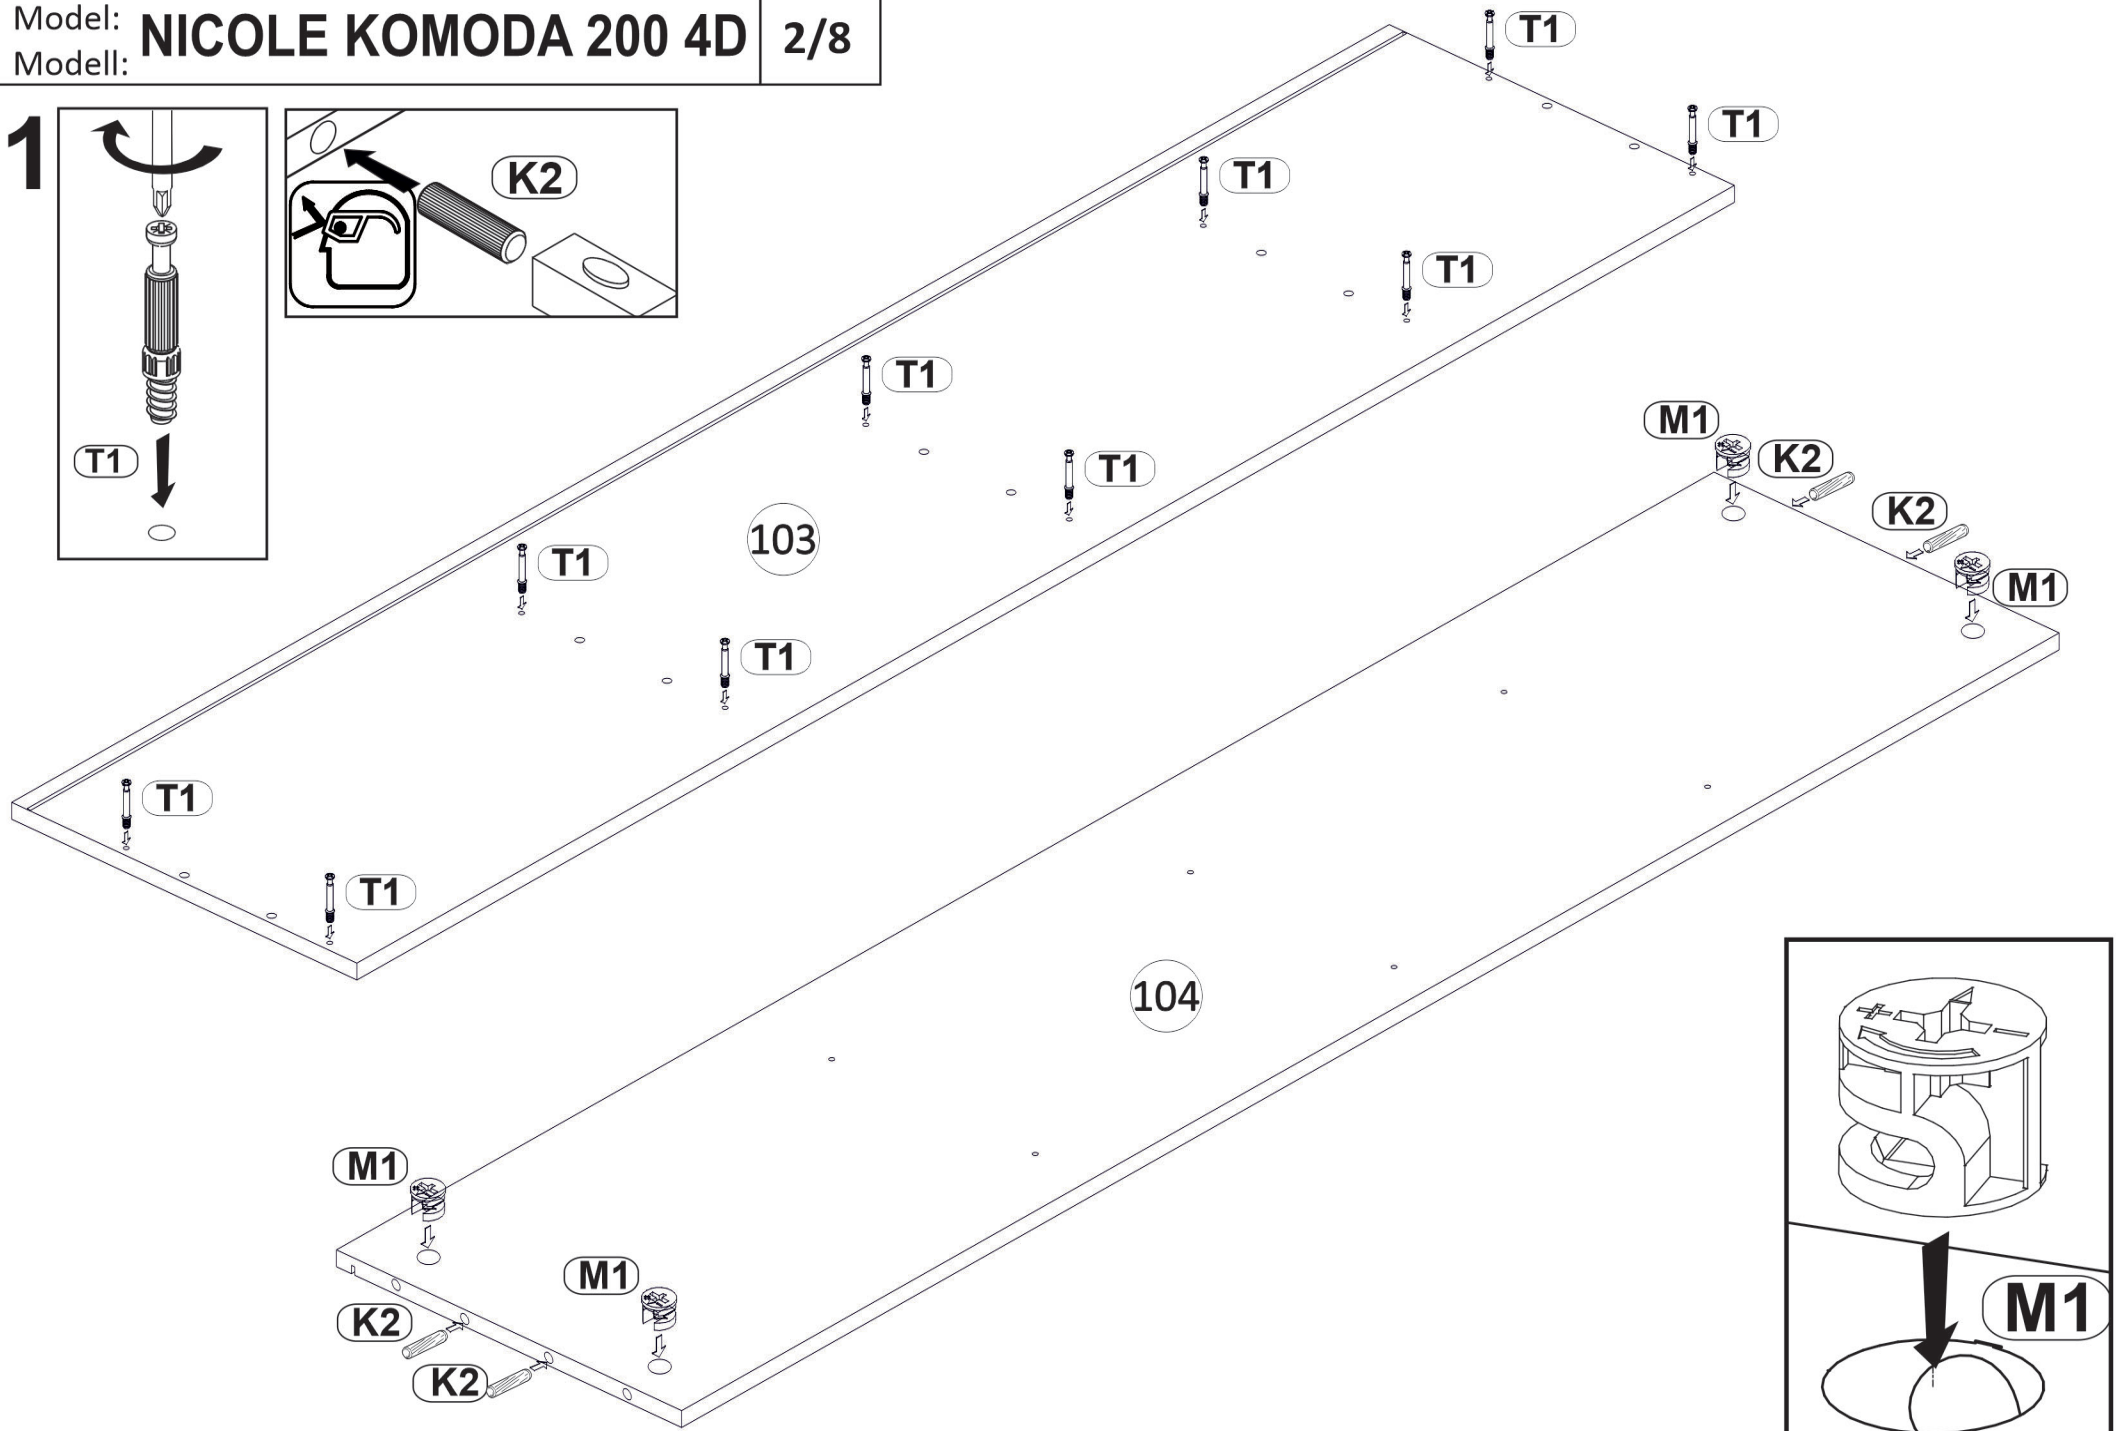 Model:
Modell:
NICOLE KOMODA 200 4D
2/8
1
T1
K2
T1
T1
T1
T1
T1
T1
T1
T1
T1
T1
103
M1
K2
K2
M1
104
M1
M1
K2
K2
+ −
M1